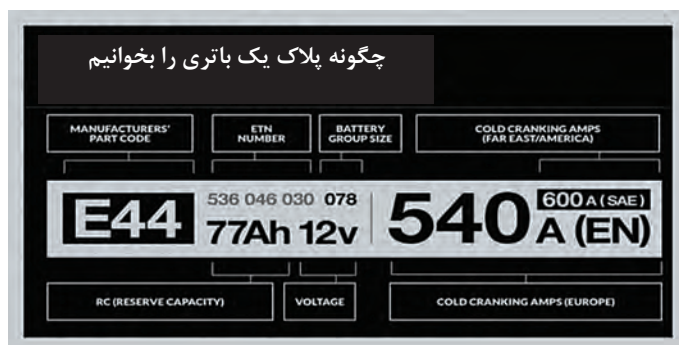 چگونه پلاک یک باتری را بخوانیم
MANUFACTURERS' PART CODE
ETN NUMBER
BATTERY GROUP SIZE
COLD CRANKING AMPS (FAR EAST/AMERICA)
E44
536 046 030 078
77Ah 12v
540 A (EN)
600 A (SAE)
RC (RESERVE CAPACITY)
VOLTAGE
COLD CRANKING AMPS (EUROPE)